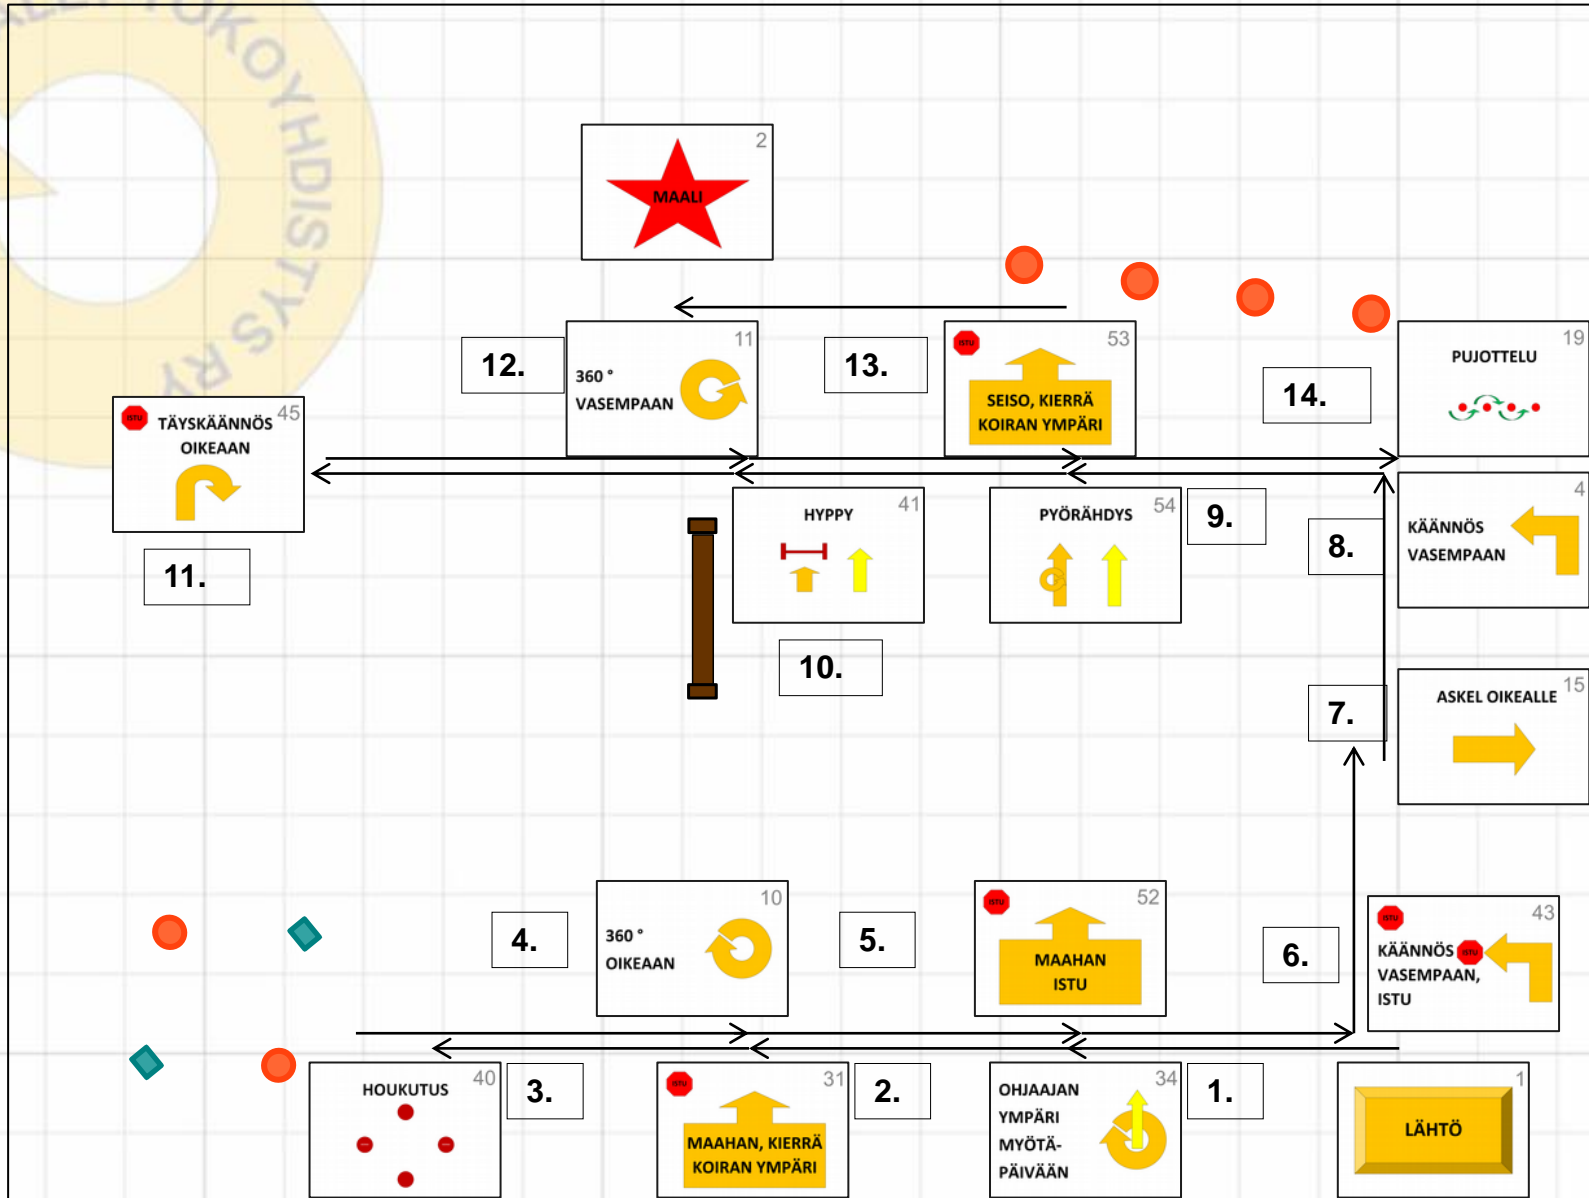 YHDISTYS RY
2
MAALI
12.
11
360 °
VASEMPAAN
13.
ISTU
53
SEISO, KIERRÄ
KOIRAN YMPÄRI
14.
19
PUJOTTELU
ISTU
45
TÄYSKÄÄNNÖS
OIKEAAN
11.
41
HYPPY
10.
54
PYÖRÄHDYS
9.
8.
4
KÄÄNNÖS
VASEMPAAN
7.
15
ASKEL OIKEALLE
4.
10
360 °
OIKEAAN
5.
ISTU
52
MAAHAN
ISTU
6.
ISTU
43
KÄÄNNÖS ISTU
VASEMPAAN,
ISTU
40
HOUKUTUS
3.
ISTU
31
MAAHAN, KIERRÄ
KOIRAN YMPÄRI
2.
34
OHJAAJAN
YMPÄRI
MYÖTÄ-
PÄIVÄÄN
1.
1
LÄHTÖ